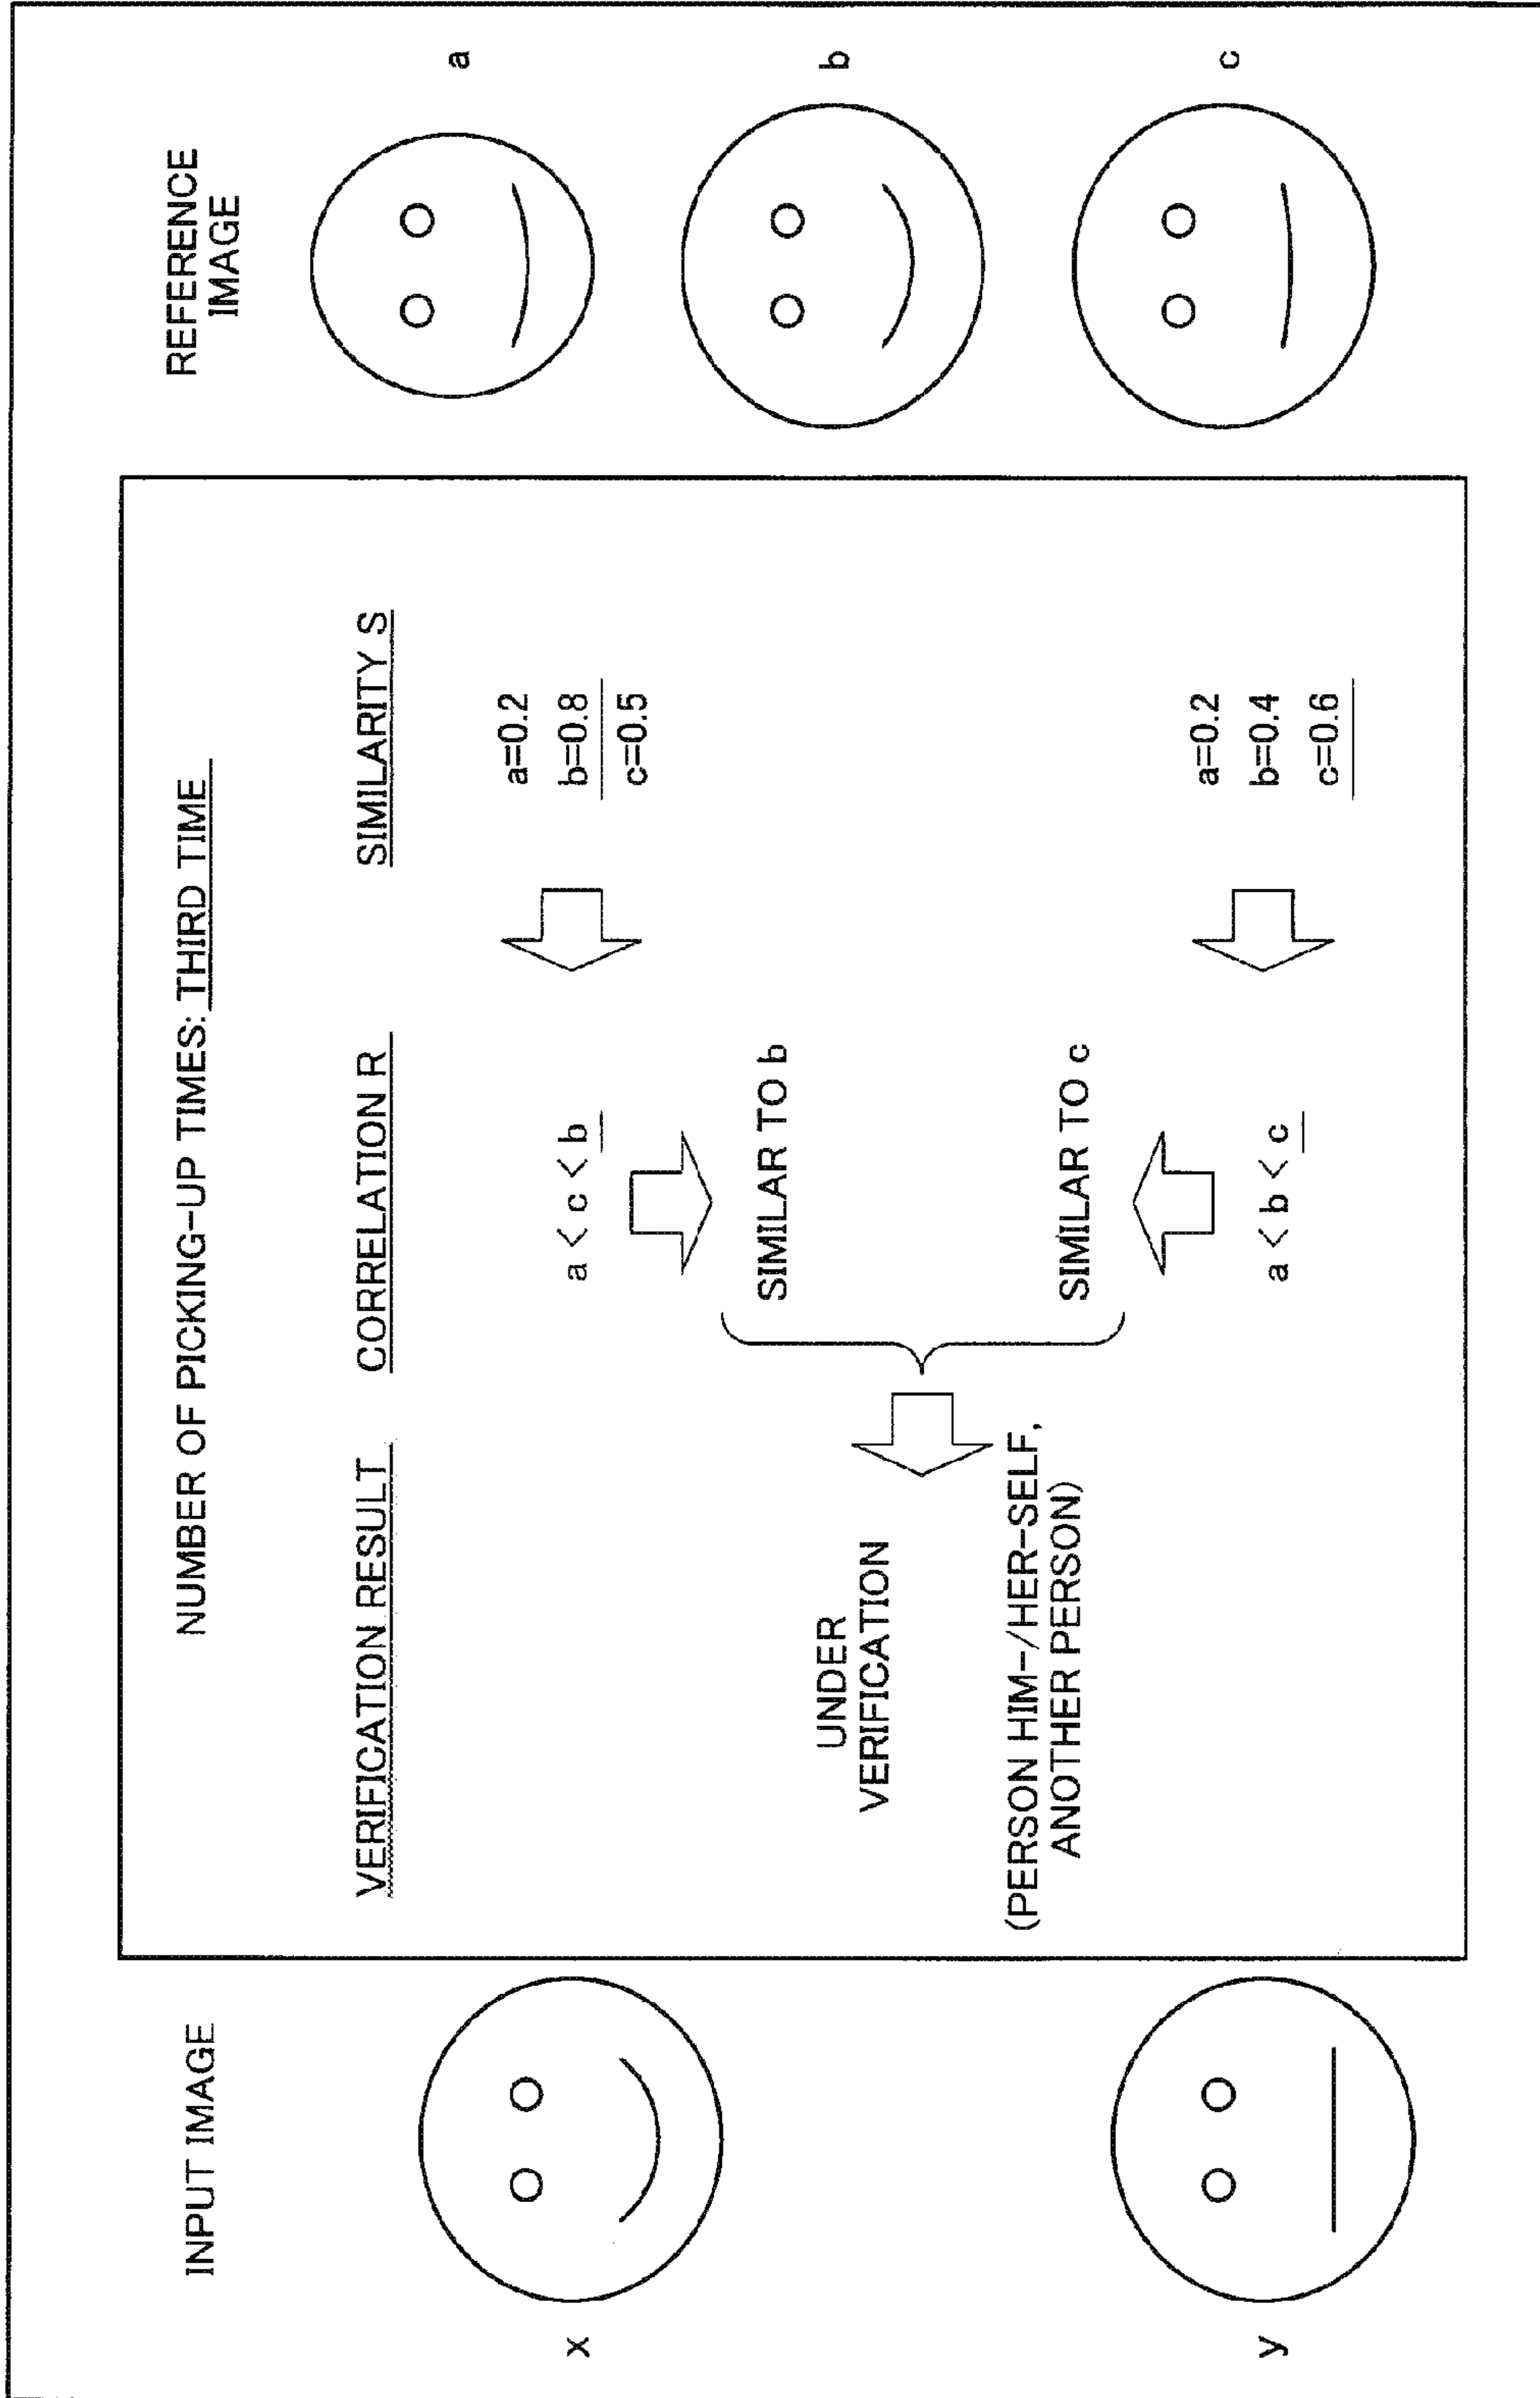 INPUT IMAGE
NUMBER OF PICKING-UP TIMES: THIRD TIME
REFERENCE
IMAGE
VERIFICATION RESULT
CORRELATION R
SIMILARITY S
x
a < c < b
a=0.2
b=0.8
c=0.5
a
SIMILAR TO b
UNDER
VERIFICATION
b
(PERSON HIM-/HER-SELF,
ANOTHER PERSON)
SIMILAR TO c
y
a < b < c
a=0.2
b=0.4
c=0.6
c